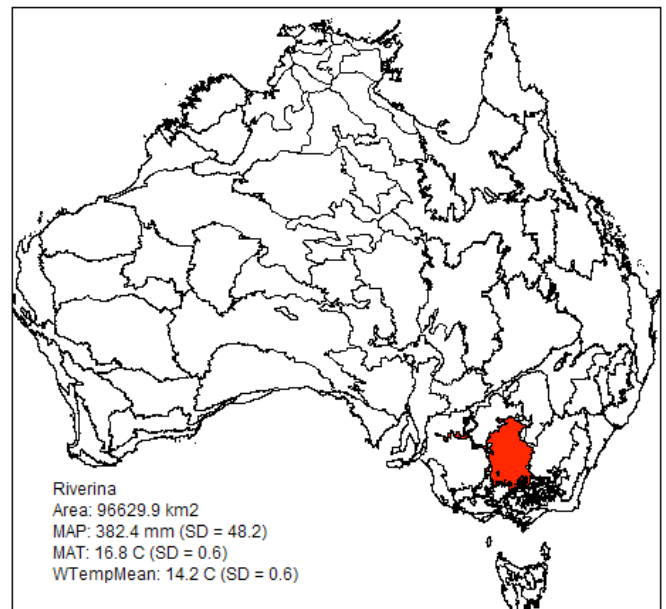 Riverina
Area: 96629.9 km2
MAP: 382.4 mm (SD = 48.2)
MAT: 16.8 C (SD = 0.6)
WTempMean: 14.2 C (SD = 0.6)